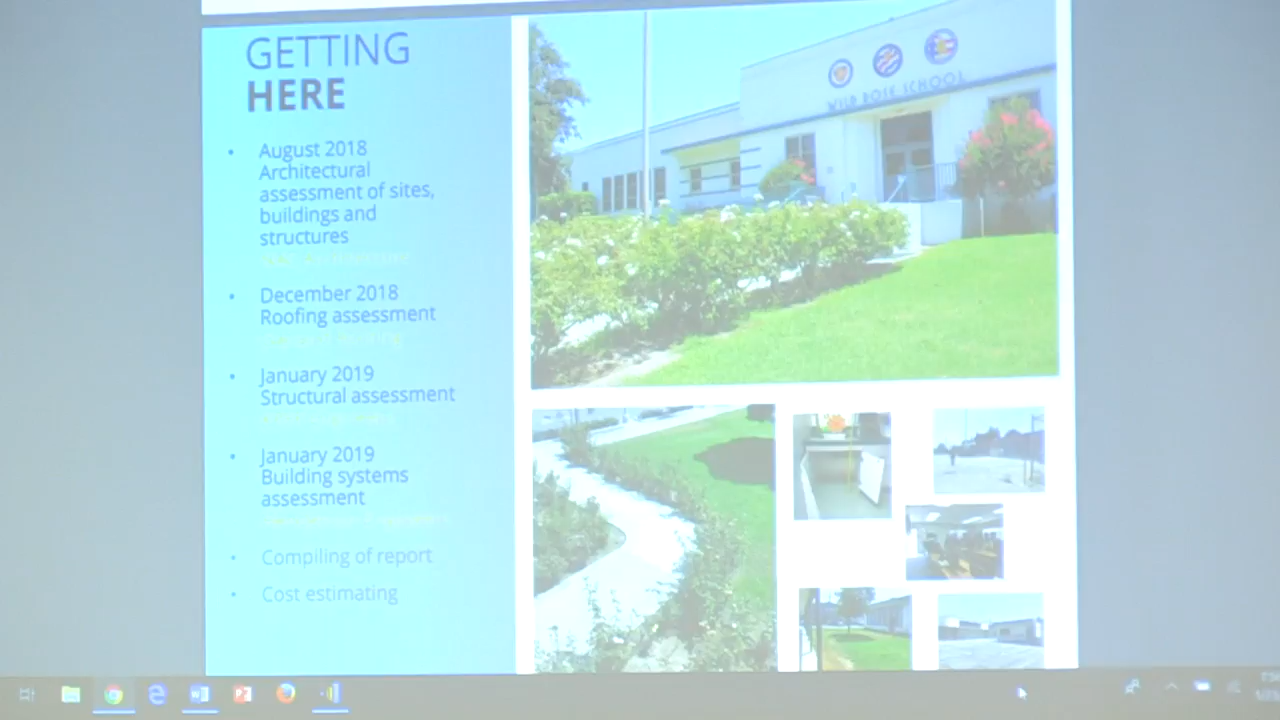 GETTING
HERE
• August 2018
Architectural
assessment of sites,
buildings and
structures
• December 2018
Roofing assessment
• January 2019
Structural assessment
• January 2019
Building systems
assessment
• Compiling of report
• Cost estimating
WILD ROSE SCHOOL